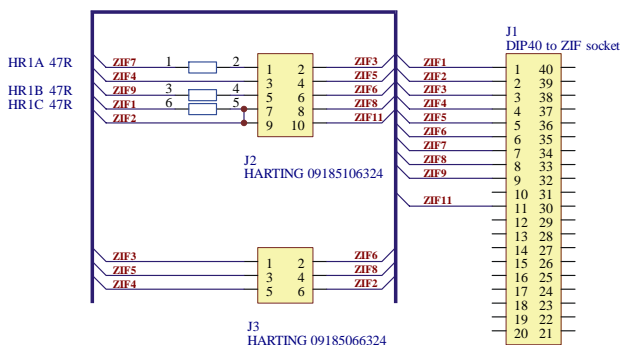 J1
DIP40 to ZIF socket
HR1A 47R ZIF7 1 2 1 2 ZIF3 ZIF1 1 40
ZIF4 3 4 ZIF5 ZIF2 2 39
HR1B 47R ZIF9 3 4 5 6 ZIF6 ZIF3 3 38
HR1C 47R ZIF1 6 5 7 8 ZIF8 ZIF4 4 37
ZIF2 9 10 ZIF11 ZIF5 5 36
ZIF6 6 35
ZIF7 7 34
J2
HARTING 09185106324
ZIF8 8 33
ZIF9 9 32
10 31
ZIF11 11 30
12 29
13 28
14 27
ZIF3 1 2 ZIF6 15 26
ZIF5 3 4 ZIF8 16 25
ZIF4 5 6 ZIF2 17 24
18 23
19 22
20 21
J3
HARTING 09185066324